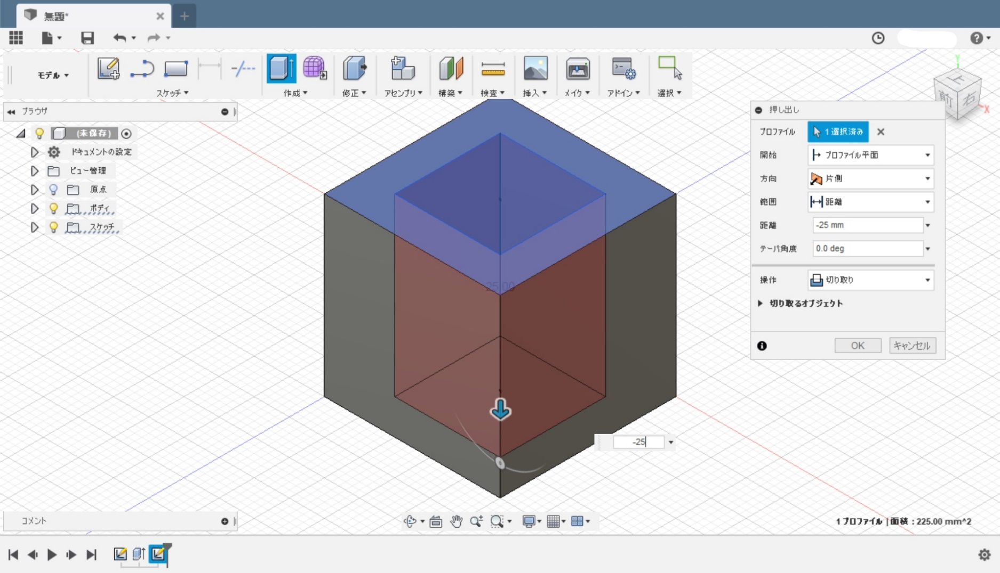 無題*
モデル
スケッチ
作成
修正
アセンブリ
構築
検査
挿入
メイク
アドイン
選択
Y
上
前
右
X
ブラウザ
(未保存)
ドキュメントの設定
ビュー管理
原点
ボディ
スケッチ
押し出し
プロファイル
1 選択済み
開始
プロファイル平面
方向
片側
範囲
距離
距離
-25 mm
テーパ角度
0.0 deg
操作
切り取り
切り取るオブジェクト
OK
キャンセル
25.00
-25
コメント
1 プロファイル | 面積 : 225.00 mm^2